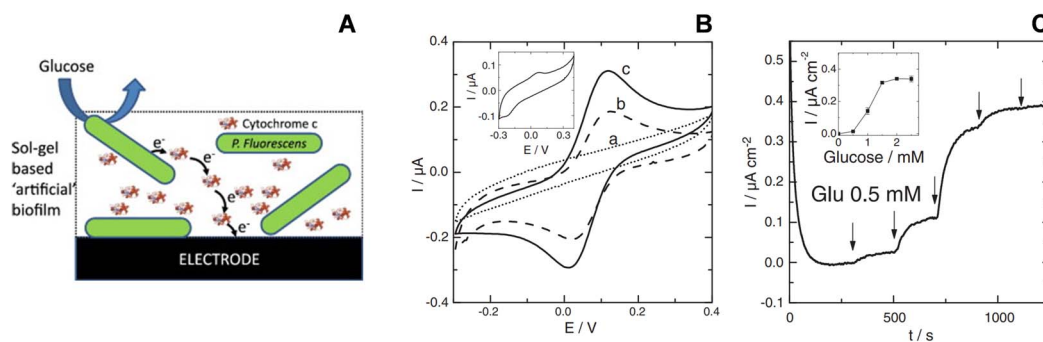 A
Glucose
Cytochrome c
P. Fluorescens
e-
e-
e-
e-
Sol-gel
based
'artificial'
biofilm
ELECTRODE
B
0.4
0.2
0.0
-0.2
-0.4
I / µA
-0.2
0.0
0.2
0.4
E / V
a
b
c
0.1
0.0
-0.1
I / µA
-0.3
0.0
0.3
E / V
C
0.5
0.4
0.3
0.2
0.1
0.0
-0.1
I / µA cm-2
0
500
1000
t / s
Glu 0.5 mM
0.4
0.2
0.0
I / µA cm-2
0
1
2
Glucose / mM